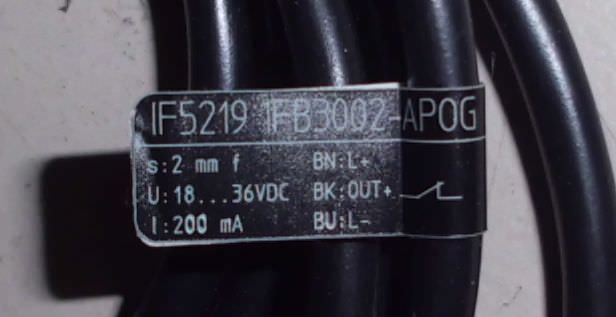 IF5219 IFB3002-APOG
s:2 mm f BN:L+
U:18...36VDC BK:OUT+
I:200 mA BU:L-